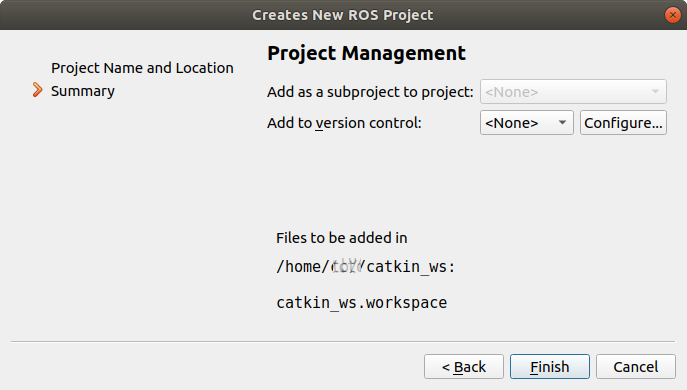 Creates New ROS Project
Project Name and Location
Summary
Project Management
Add as a subproject to project:
<None>
Add to version control:
<None>
Configure...
Files to be added in
/home/ /catkin_ws:
catkin_ws.workspace
< Back
Finish
Cancel